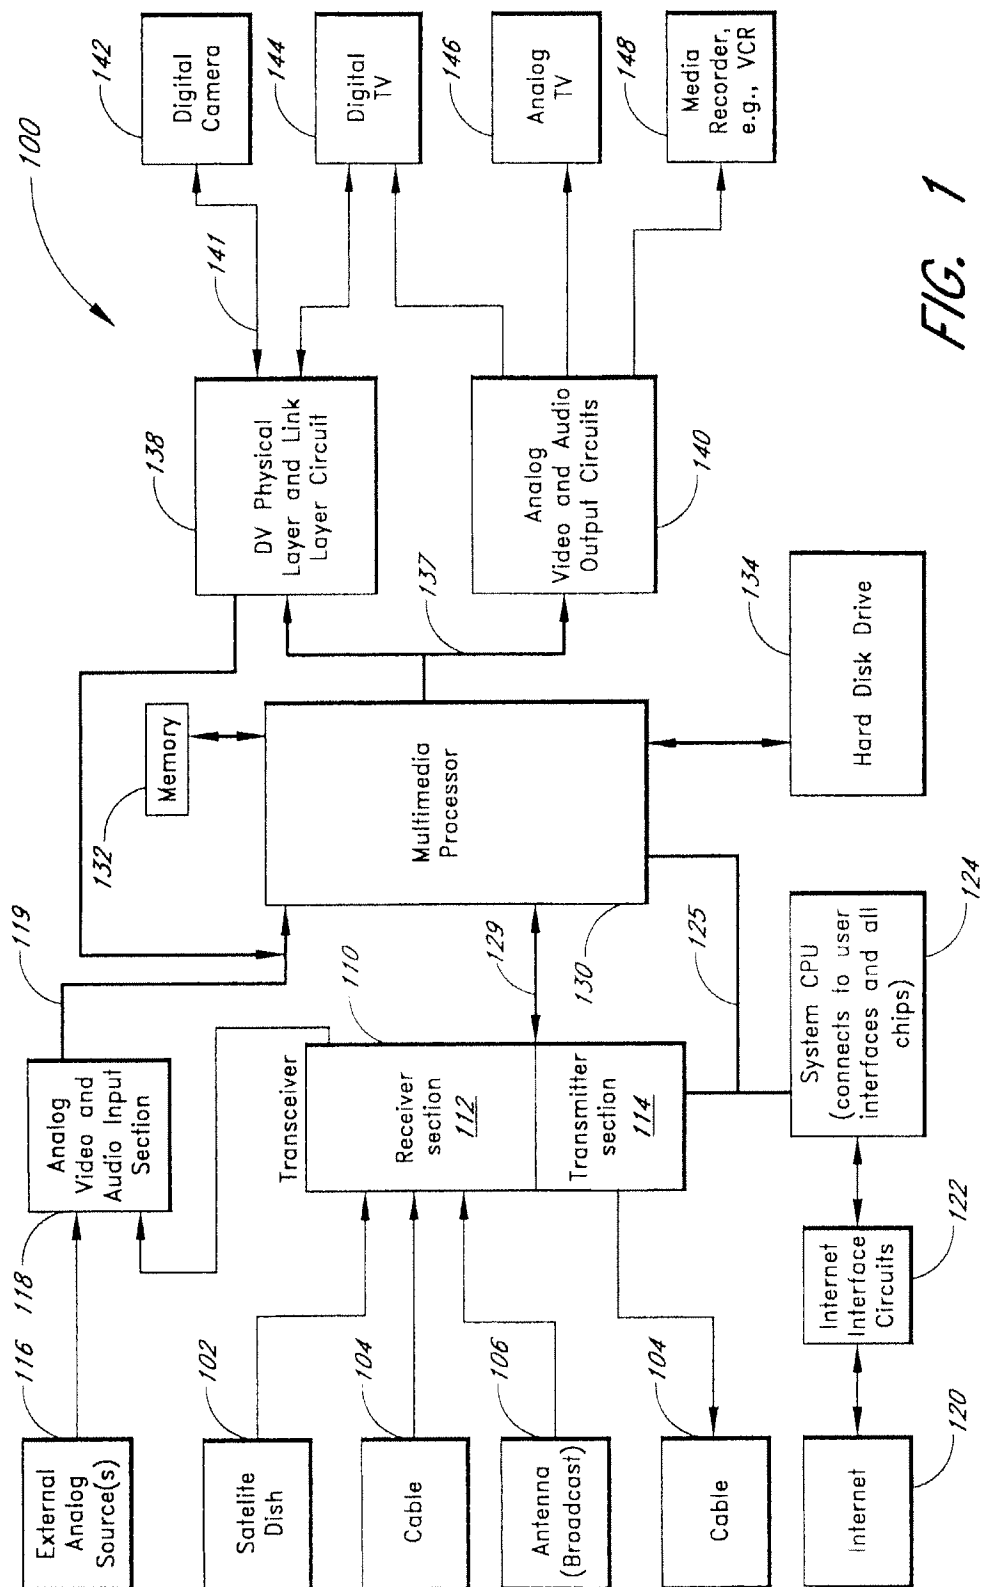 100
116
External
Analog
Source(s)
118
Analog
Video and
Audio Input
Section
119
102
Satelite
Dish
104
Cable
106
Antenna
(Broadcast)
104
Cable
120
Internet
122
Internet
Interface
Circuits
124
System CPU
(connects to user
interfaces and all
chips)
125
Transceiver
110
Receiver
section 112
Transmitter
section
114
129
130
Multimedia
Processor
132
Memory
134
Hard Disk Drive
137
138
DV Physical
Layer and Link
Layer Circuit
140
Analog
Video and Audio
Output Circuits
141
142
Digital
Camera
144
Digital
TV
146
Analog
TV
148
Media
Recorder,
e.g., VCR
FIG. 1